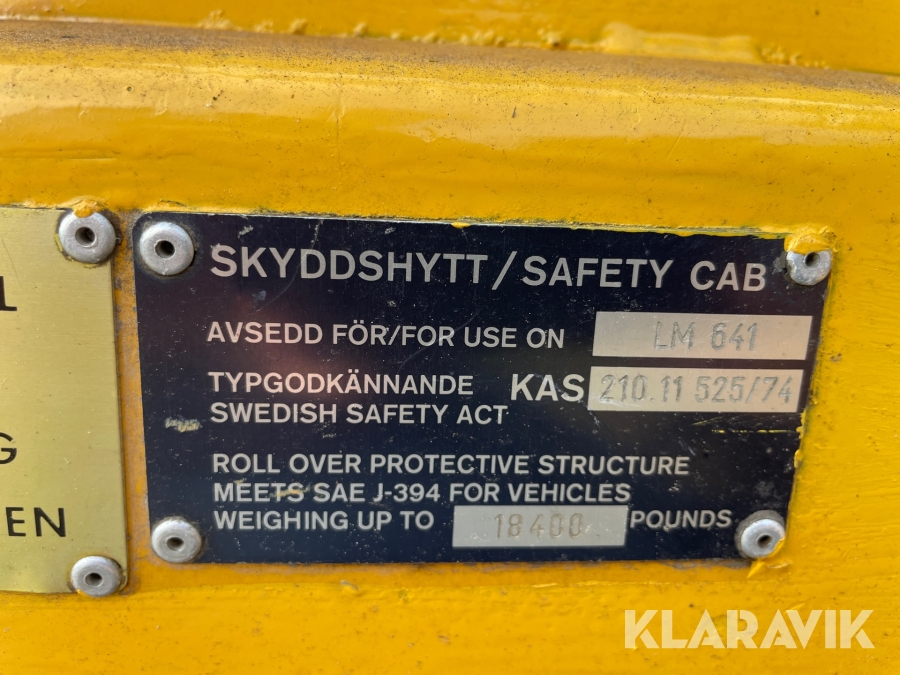 SKYDDSHYTT/SAFETY CAB
AVSEDD FÖR/FOR USE ON LM 641
TYPGODKÄNNANDE KAS 210.11 525/74
SWEDISH SAFETY ACT
ROLL OVER PROTECTIVE STRUCTURE
MEETS SAE J-394 FOR VEHICLES
WEIGHING UP TO 18400 POUNDS
G
EN
KLARAVIK